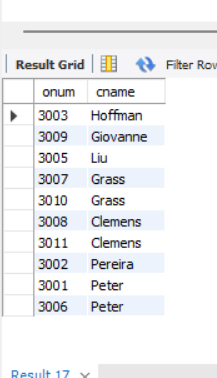 Result Grid Filter Rov
onum cname
3003 Hoffman
3009 Giovanne
3005 Liu
3007 Grass
3010 Grass
3008 Clemens
3011 Clemens
3002 Pereira
3001 Peter
3006 Peter
Result 17 ×